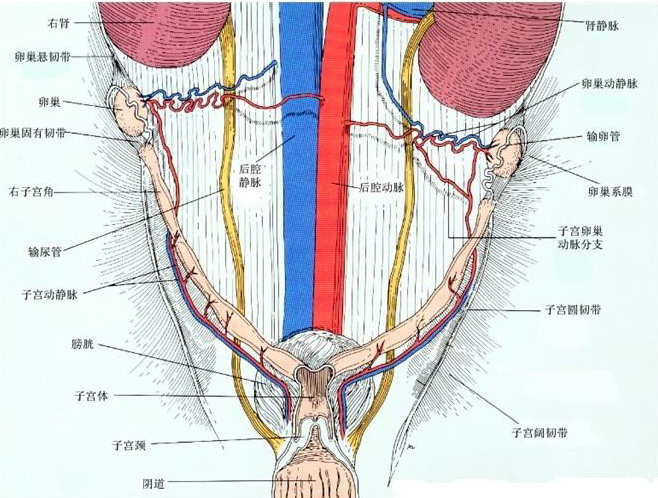 右肾
肾静脉
卵巢悬韧带
卵巢动静脉
卵巢
卵巢固有韧带
输卵管
后腔
静脉
后腔动脉
右子宫角
卵巢系膜
子宫卵巢
动脉分支
输尿管
子宫动静脉
子宫圆韧带
膀胱
子宫体
子宫阔韧带
子宫颈
阴道